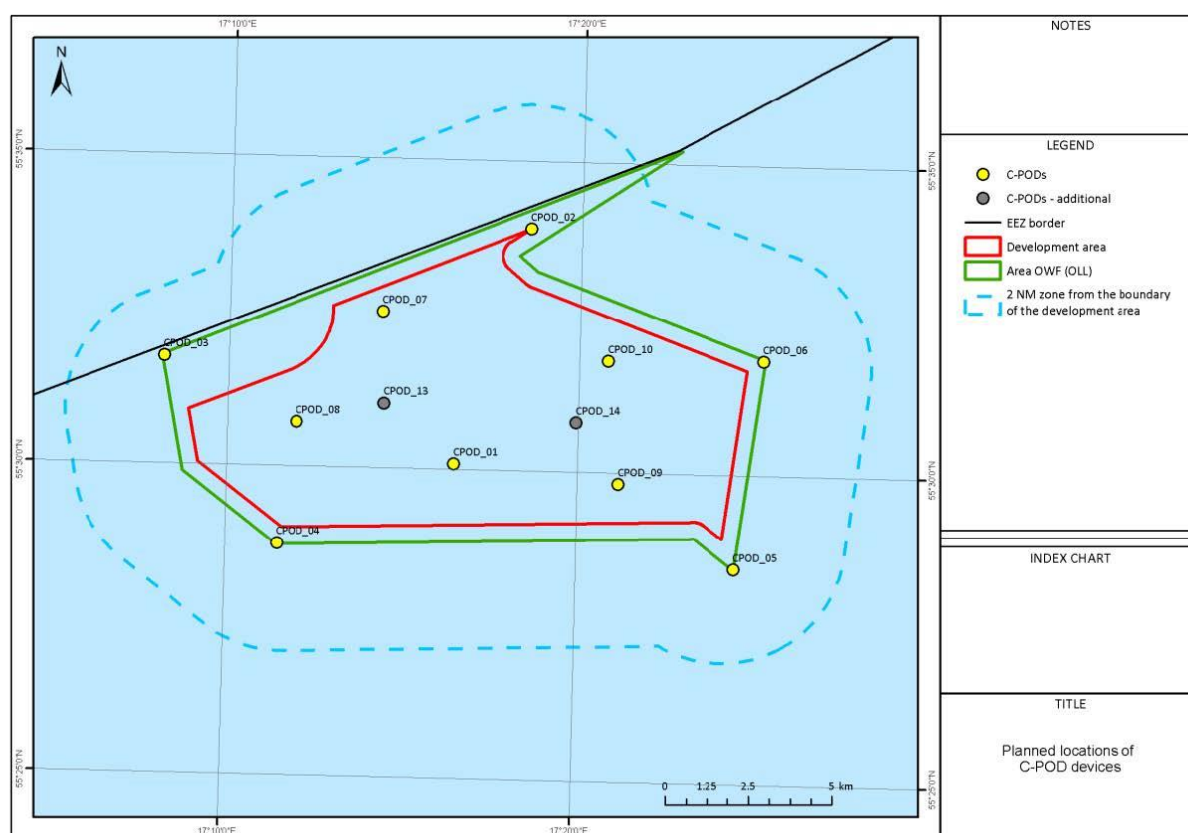 17°10'0"E
17°20'0"E
N
55°35'0"N
55°35'0"N
CPOD_02
CPOD_07
CPOD_03
CPOD_10
CPOD_06
CPOD_13
CPOD_08
CPOD_14
CPOD_01
CPOD_09
55°30'0"N
55°30'0"N
CPOD_04
CPOD_05
55°25'0"N
55°25'0"N
0 1.25 2.5 5 km
17°10'0"E
17°20'0"E
NOTES
LEGEND
C-PODs
C-PODs - additional
EEZ border
Development area
Area OWF (OLL)
2 NM zone from the boundary
of the development area
INDEX CHART
TITLE
Planned locations of
C-POD devices